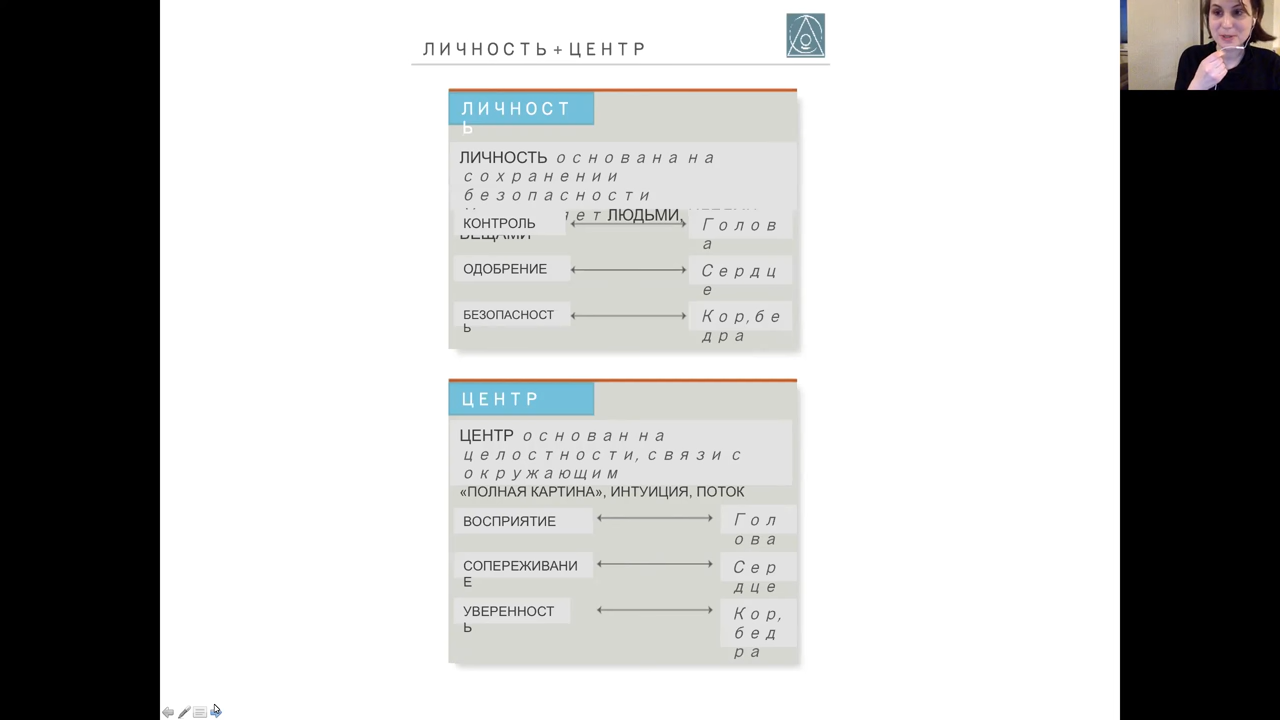 ЛИЧНОСТЬ+ЦЕНТР
ЛИЧНОСТ
Ь
ЛИЧНОСТЬ основана на
сохранении
безопасности
ЛЮДЬМИ,
ВЕЩАМИ
КОНТРОЛЬ
Голов
а
ОДОБРЕНИЕ
Сердц
е
БЕЗОПАСНОСТ
Ь
Кор,бе
дра
ЦЕНТР
ЦЕНТР основан на
целостности, связи с
окружающим
«ПОЛНАЯ КАРТИНА», ИНТУИЦИЯ, ПОТОК
ВОСПРИЯТИЕ
Гол
ова
СОПЕРЕЖИВАНИ
Е
Сер
дце
УВЕРЕННОСТ
Ь
Кор,
бед
ра